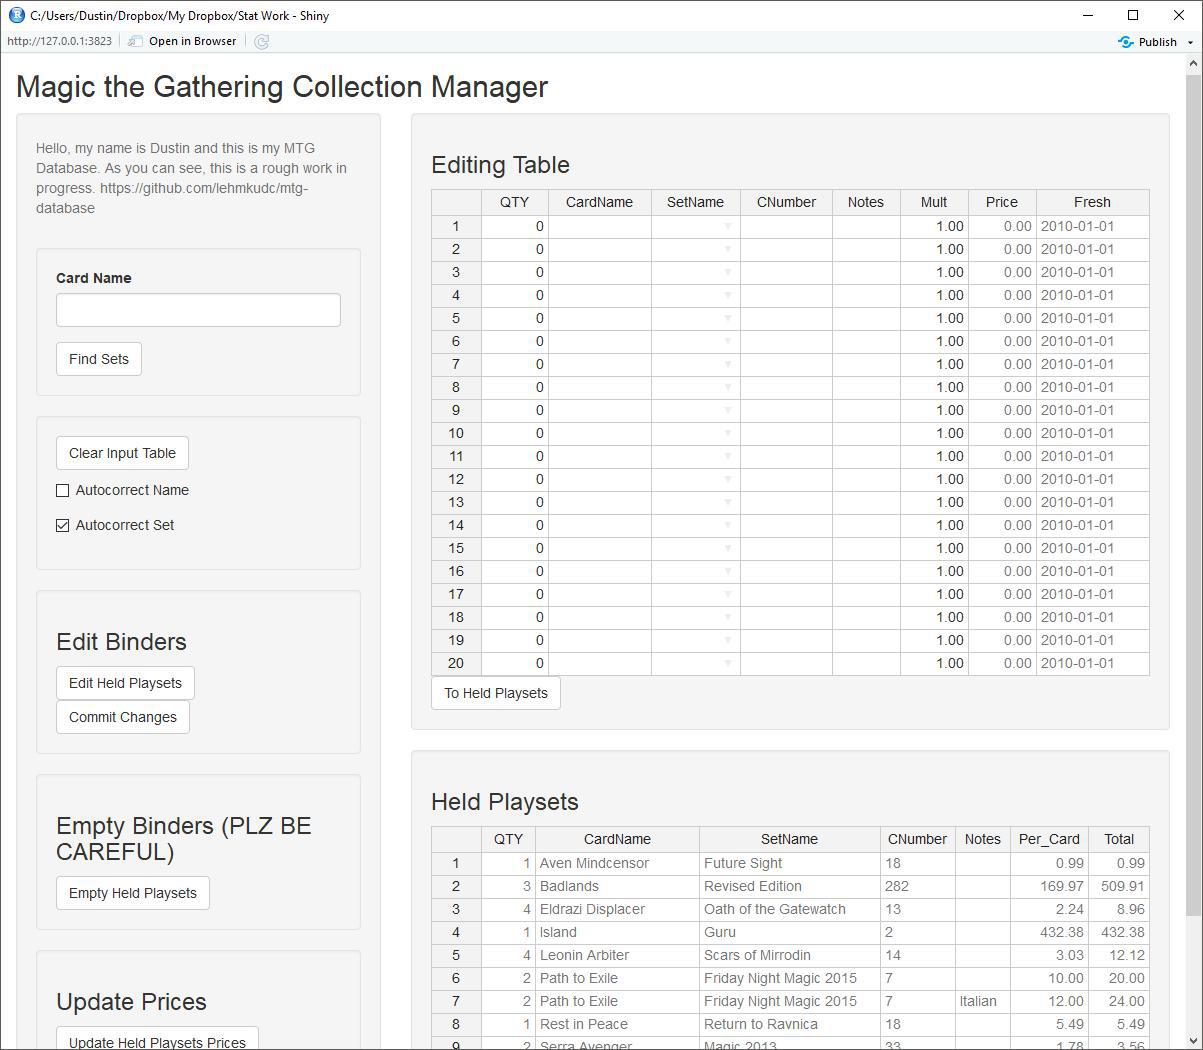 C:/Users/Dustin/Dropbox/My Dropbox/Stat Work - Shiny
http://127.0.0.1:3823 Open in Browser Publish
Magic the Gathering Collection Manager
Hello, my name is Dustin and this is my MTG
Database. As you can see, this is a rough work in
progress. https://github.com/lehmkudc/mtg-
database
Card Name
Find Sets
Clear Input Table
Autocorrect Name
Autocorrect Set
Edit Binders
Edit Held Playsets
Commit Changes
Empty Binders (PLZ BE
CAREFUL)
Empty Held Playsets
Update Prices
Update Held Playsets Prices
Editing Table
QTY CardName SetName CNumber Notes Mult Price Fresh
1 0 1.00 0.00 2010-01-01
2 0 1.00 0.00 2010-01-01
3 0 1.00 0.00 2010-01-01
4 0 1.00 0.00 2010-01-01
5 0 1.00 0.00 2010-01-01
6 0 1.00 0.00 2010-01-01
7 0 1.00 0.00 2010-01-01
8 0 1.00 0.00 2010-01-01
9 0 1.00 0.00 2010-01-01
10 0 1.00 0.00 2010-01-01
11 0 1.00 0.00 2010-01-01
12 0 1.00 0.00 2010-01-01
13 0 1.00 0.00 2010-01-01
14 0 1.00 0.00 2010-01-01
15 0 1.00 0.00 2010-01-01
16 0 1.00 0.00 2010-01-01
17 0 1.00 0.00 2010-01-01
18 0 1.00 0.00 2010-01-01
19 0 1.00 0.00 2010-01-01
20 0 1.00 0.00 2010-01-01
To Held Playsets
Held Playsets
QTY CardName SetName CNumber Notes Per_Card Total
1 1 Aven Mindcensor Future Sight 18 0.99 0.99
2 3 Badlands Revised Edition 282 169.97 509.91
3 4 Eldrazi Displacer Oath of the Gatewatch 13 2.24 8.96
4 1 Island Guru 2 432.38 432.38
5 4 Leonin Arbiter Scars of Mirrodin 14 3.03 12.12
6 2 Path to Exile Friday Night Magic 2015 7 10.00 20.00
7 2 Path to Exile Friday Night Magic 2015 7 Italian 12.00 24.00
8 1 Rest in Peace Return to Ravnica 18 5.49 5.49
9 2 Serra Avenger Magic 2013 33 1.78 3.56